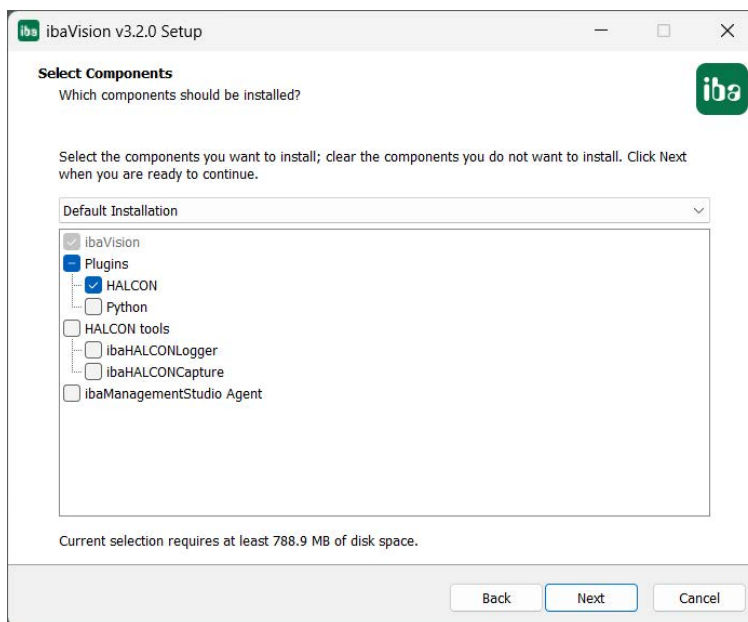 iba ibaVision v3.2.0 Setup
Select Components
Which components should be installed?
iba
Select the components you want to install; clear the components you do not want to install. Click Next
when you are ready to continue.
Default Installation
ibaVision
Plugins
HALCON
Python
HALCON tools
ibaHALCONLogger
ibaHALCONCapture
ibaManagementStudio Agent
Current selection requires at least 788.9 MB of disk space.
Back Next Cancel